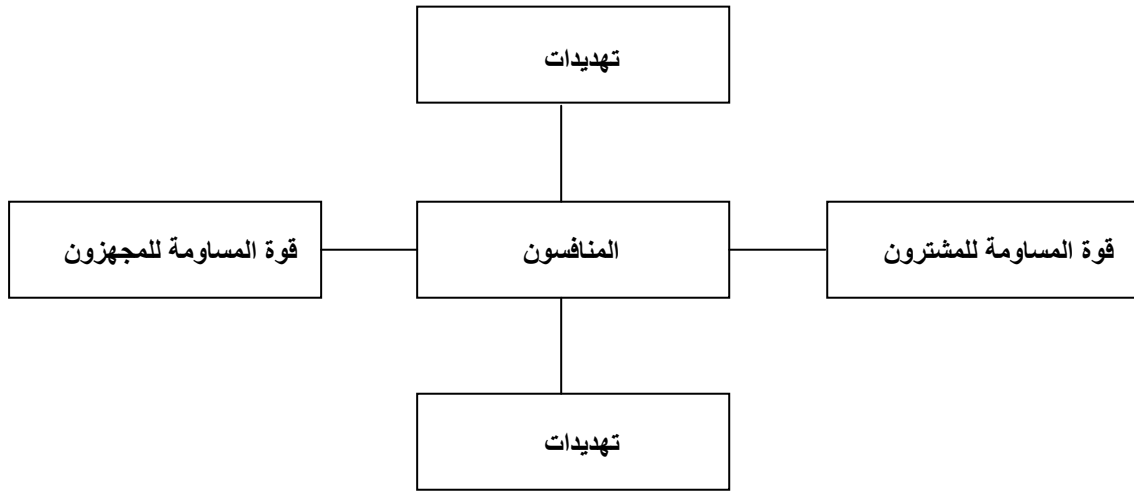 تهديدات
قوة المساومة للمشترون
المنافسون
قوة المساومة للمجهزون
تهديدات